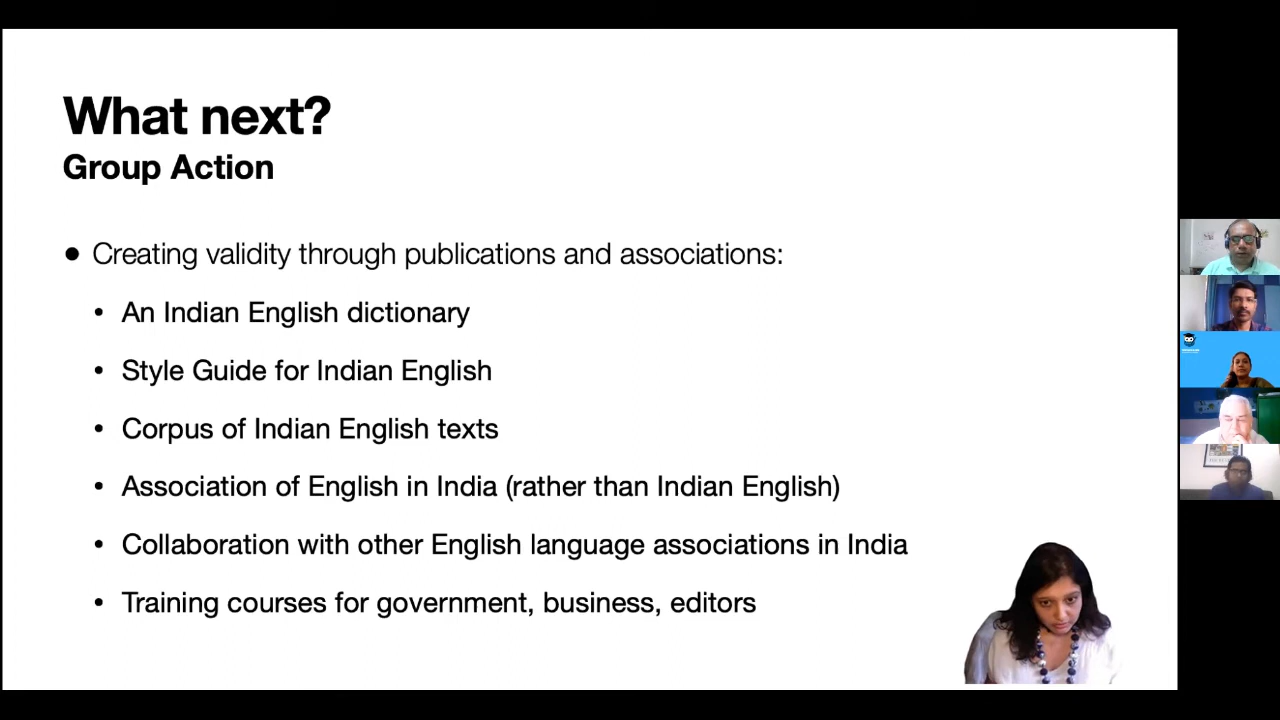 What next?
Group Action
• Creating validity through publications and associations:
• An Indian English dictionary
• Style Guide for Indian English
• Corpus of Indian English texts
• Association of English in India (rather than Indian English)
• Collaboration with other English language associations in India
• Training courses for government, business, editors